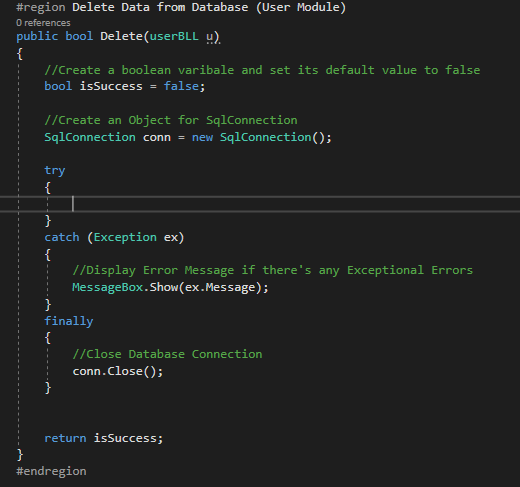 #region Delete Data from Database (User Module)
0 references
public bool Delete(userBLL u)
{
//Create a boolean varibale and set its default value to false
bool isSuccess = false;
//Create an Object for SqlConnection
SqlConnection conn = new SqlConnection();
try
{
}
catch (Exception ex)
{
//Display Error Message if there's any Exceptional Errors
MessageBox.Show(ex.Message);
}
finally
{
//Close Database Connection
conn.Close();
}
return isSuccess;
}
#endregion